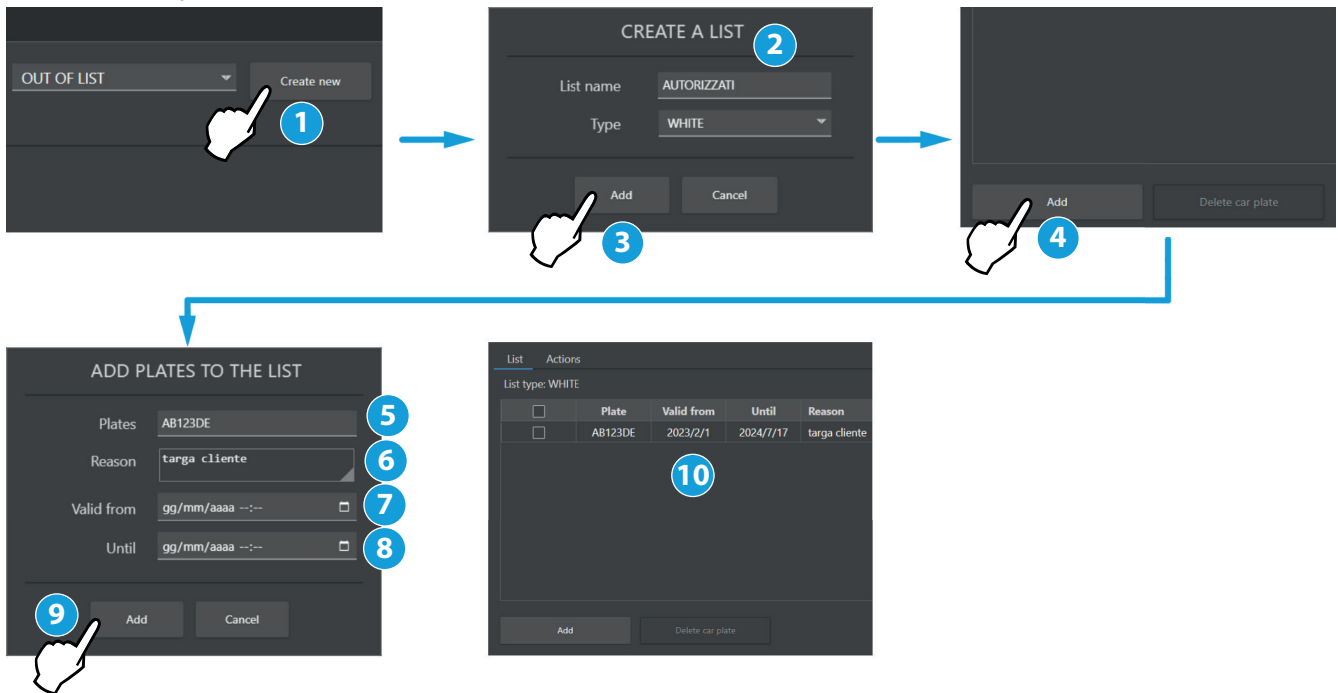 OUT OF LIST
Create new
1
CREATE A LIST
2
List name AUTORIZZATI
Type WHITE
Add Cancel
3
Add Delete car plate
4
ADD PLATES TO THE LIST
Plates AB123DE
5
Reason targa cliente
6
Valid from gg/mm/aaaa --:--
7
Until gg/mm/aaaa --:--
8
9
Add Cancel
List Actions
List type: WHITE
Plate Valid from Until Reason
AB123DE 2023/2/1 2024/7/17 targa cliente
10
Add Delete car plate